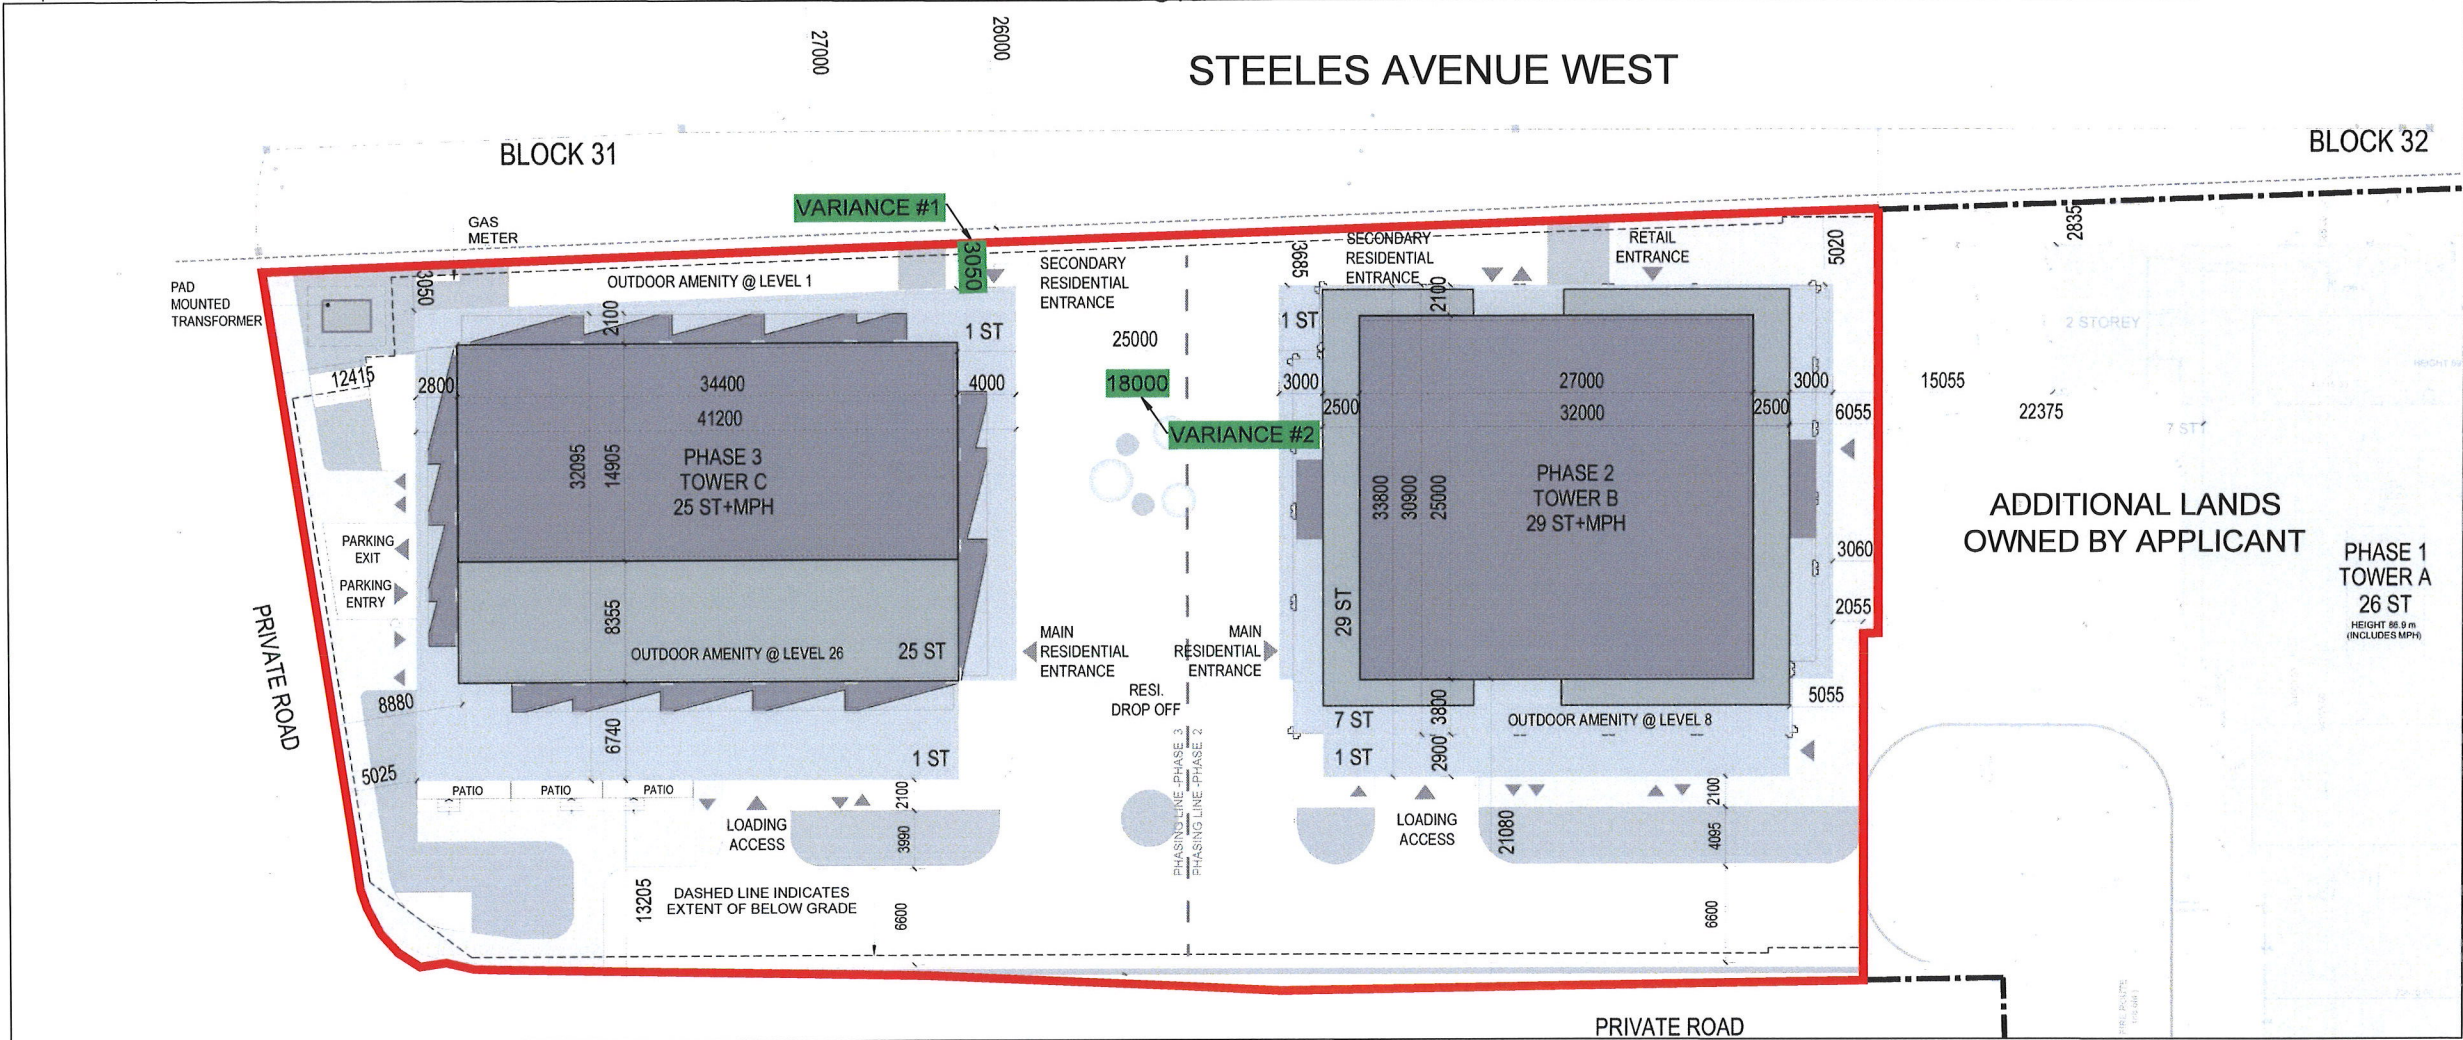 27000
26000
STEELES AVENUE WEST
BLOCK 31
BLOCK 32
VARIANCE #1
GAS
METER
3050
3050
PAD
MOUNTED
TRANSFORMER
OUTDOOR AMENITY @ LEVEL 1
SECONDARY
RESIDENTIAL
ENTRANCE
3685
SECONDARY
RESIDENTIAL
ENTRANCE
RETAIL
ENTRANCE
5020
2835
2100
1 ST
2100
1 ST
25000
2 STOREY
12415
2800
34400
4000
18000
3000
27000
3000
15055
41200
2500
32000
2500
6055
22375
VARIANCE #2
7 ST
32095
14905
PHASE 3
TOWER C
25 ST+MPH
33800
30900
25000
PHASE 2
TOWER B
29 ST+MPH
ADDITIONAL LANDS
OWNED BY APPLICANT
PARKING
EXIT
PARKING
ENTRY
3060
2055
PHASE 1
TOWER A
26 ST
HEIGHT 86.9 m
(INCLUDES MPH)
PRIVATE ROAD
8355
29 ST
OUTDOOR AMENITY @ LEVEL 26
25 ST
MAIN
RESIDENTIAL
ENTRANCE
MAIN
RESIDENTIAL
ENTRANCE
RESI.
DROP OFF
8880
5055
6740
7 ST
3800
OUTDOOR AMENITY @ LEVEL 8
1 ST
1 ST
2900
5025
PHASING LINE -PHASE 3
PHASING LINE -PHASE 2
PATIO
PATIO
PATIO
2100
2100
LOADING
ACCESS
3990
LOADING
ACCESS
21080
4095
13205
DASHED LINE INDICATES
EXTENT OF BELOW GRADE
6600
6600
PRIVATE ROAD